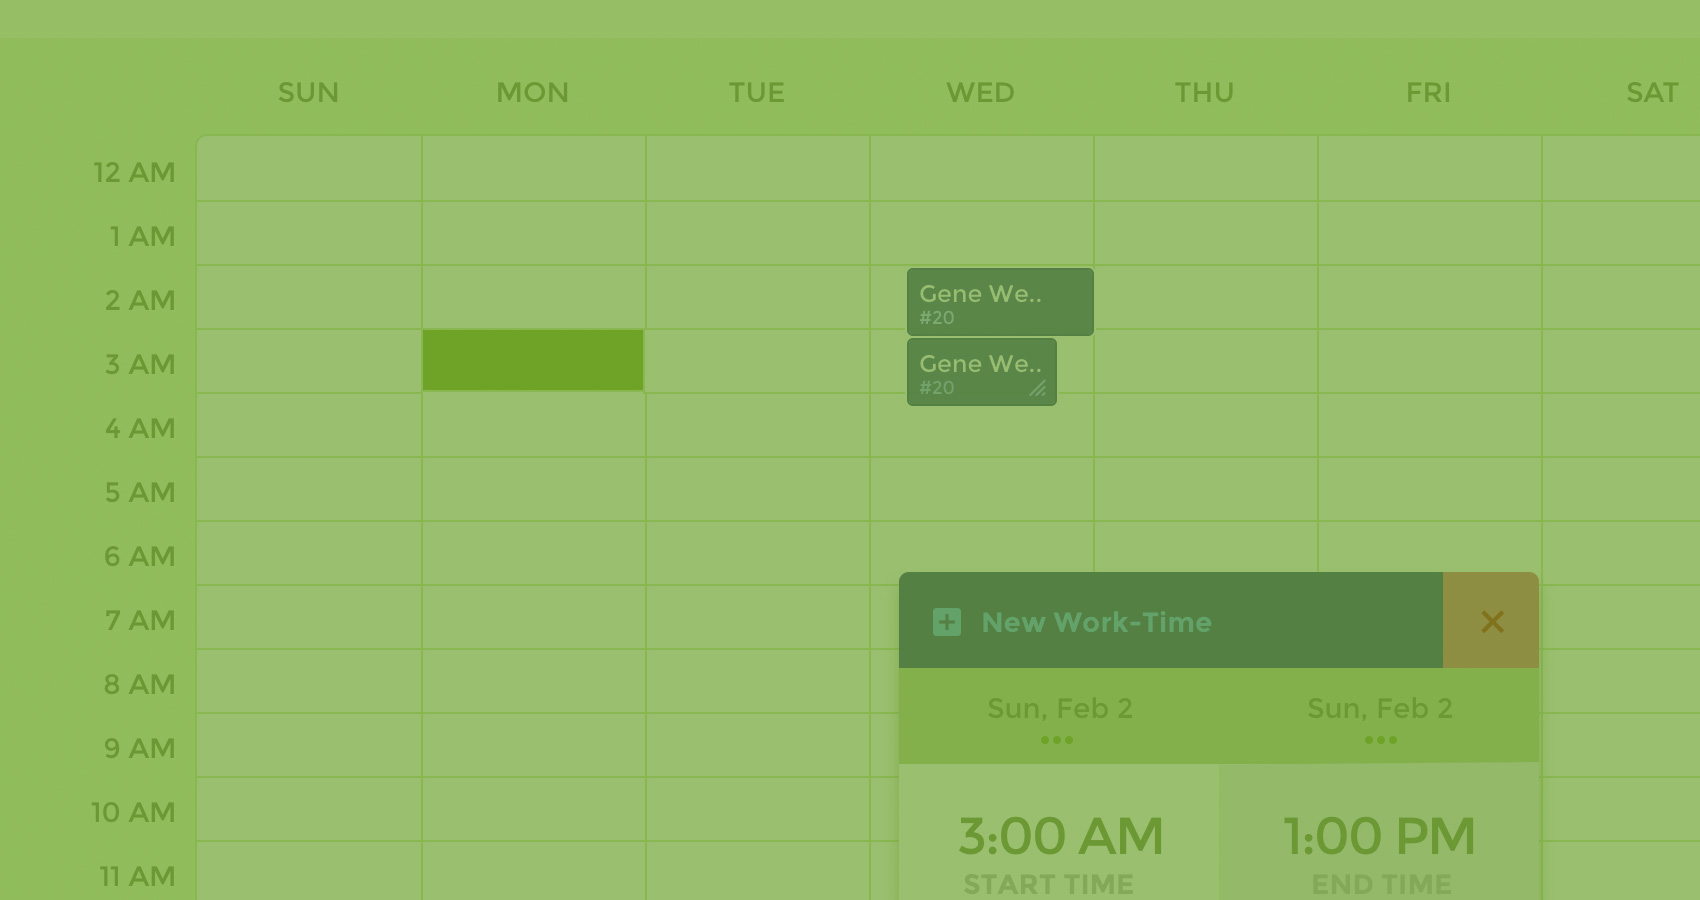 SUN MON TUE WED THU FRI SAT
12 AM
1 AM
2 AM
Gene We..
#20
3 AM
Gene We..
#20
4 AM
5 AM
6 AM
7 AM
New Work-Time
8 AM
Sun, Feb 2 Sun, Feb 2
9 AM
10 AM
3:00 AM 1:00 PM
11 AM
START TIME END TIME